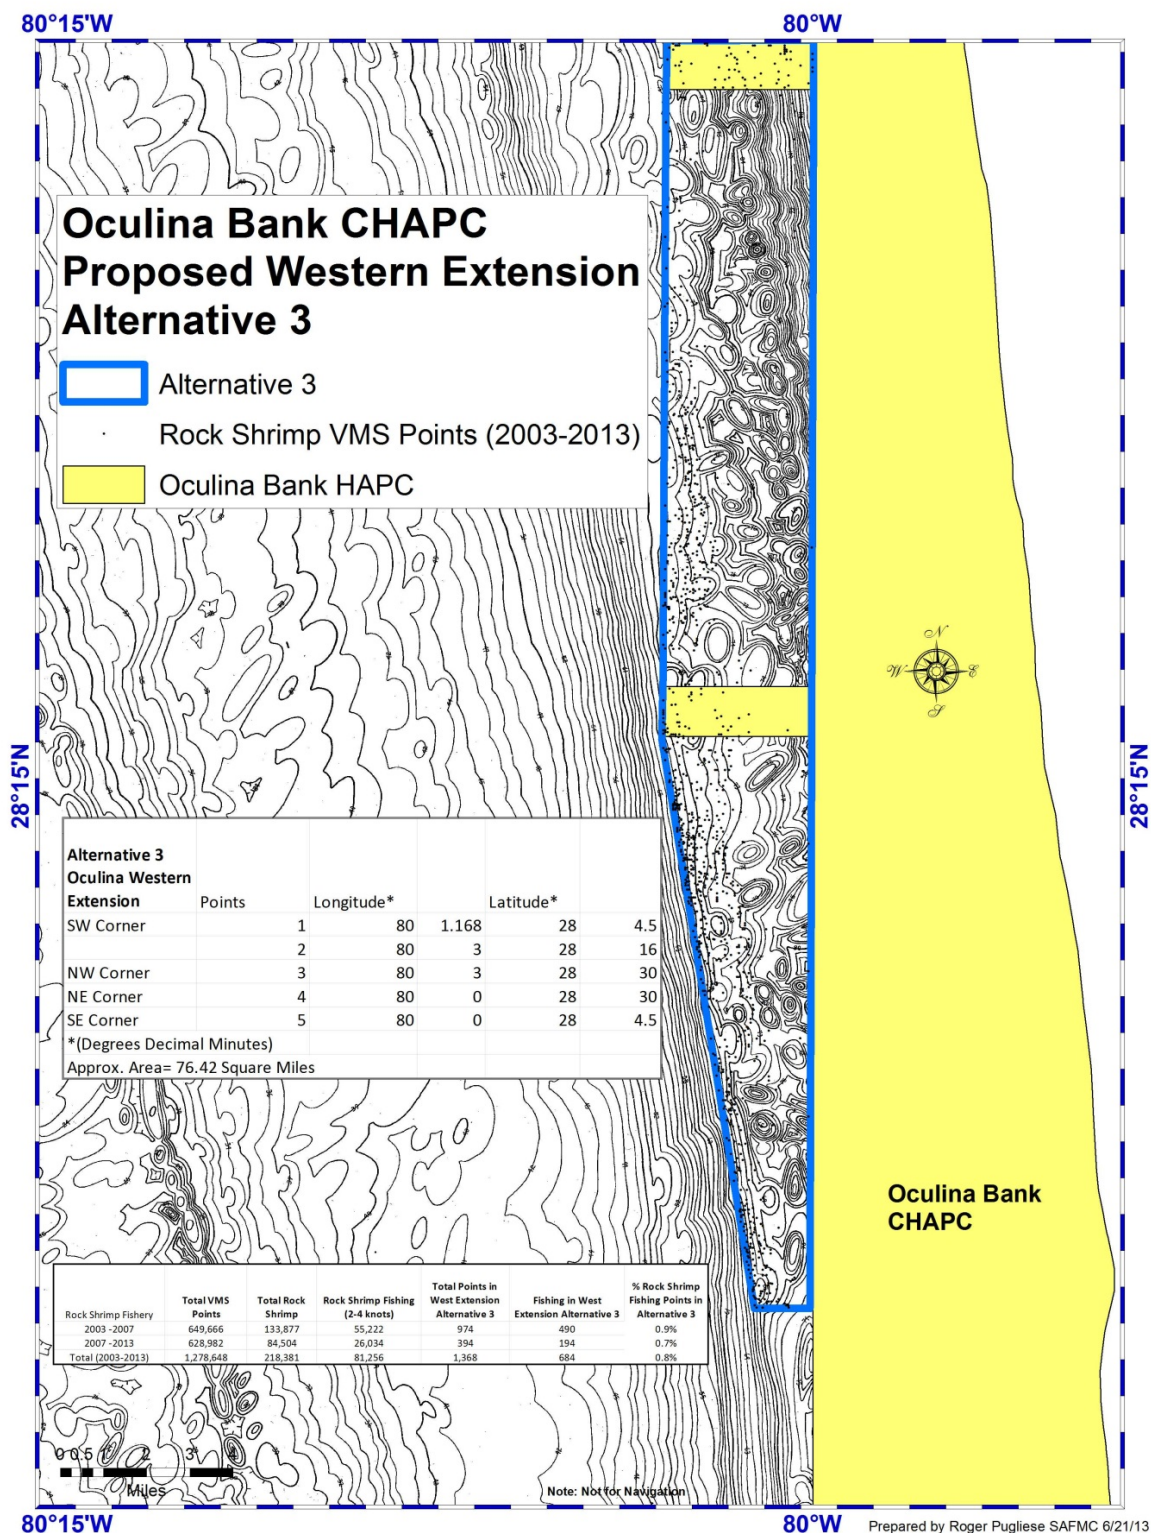 80°15'W 80°W
Oculina Bank CHAPC
Proposed Western Extension
Alternative 3
Alternative 3
Rock Shrimp VMS Points (2003-2013)
Oculina Bank HAPC
N
W E
S
28°15'N 28°15'N
Alternative 3
Oculina Western
Extension Points Longitude* Latitude*
SW Corner 1 80 1.168 28 4.5
2 80 3 28 16
NW Corner 3 80 3 28 30
NE Corner 4 80 0 28 30
SE Corner 5 80 0 28 4.5
*(Degrees Decimal Minutes)
Approx. Area= 76.42 Square Miles
Oculina Bank
CHAPC
Rock Shrimp Fishery Total VMS Points Total Rock Shrimp Rock Shrimp Fishing (2-4 knots) Total Points in West Extension Alternative 3 Fishing in West Extension Alternative 3 % Rock Shrimp Fishing Points in Alternative 3
2003 -2007 649,666 133,877 55,222 974 490 0.9%
2007 -2013 628,982 84,504 26,034 394 194 0.7%
Total (2003-2013) 1,278,648 218,381 81,256 1,368 684 0.8%
0 0.5 1 2 3 4
Miles
Note: Not for Navigation
80°15'W 80°W
Prepared by Roger Pugliese SAFMC 6/21/13